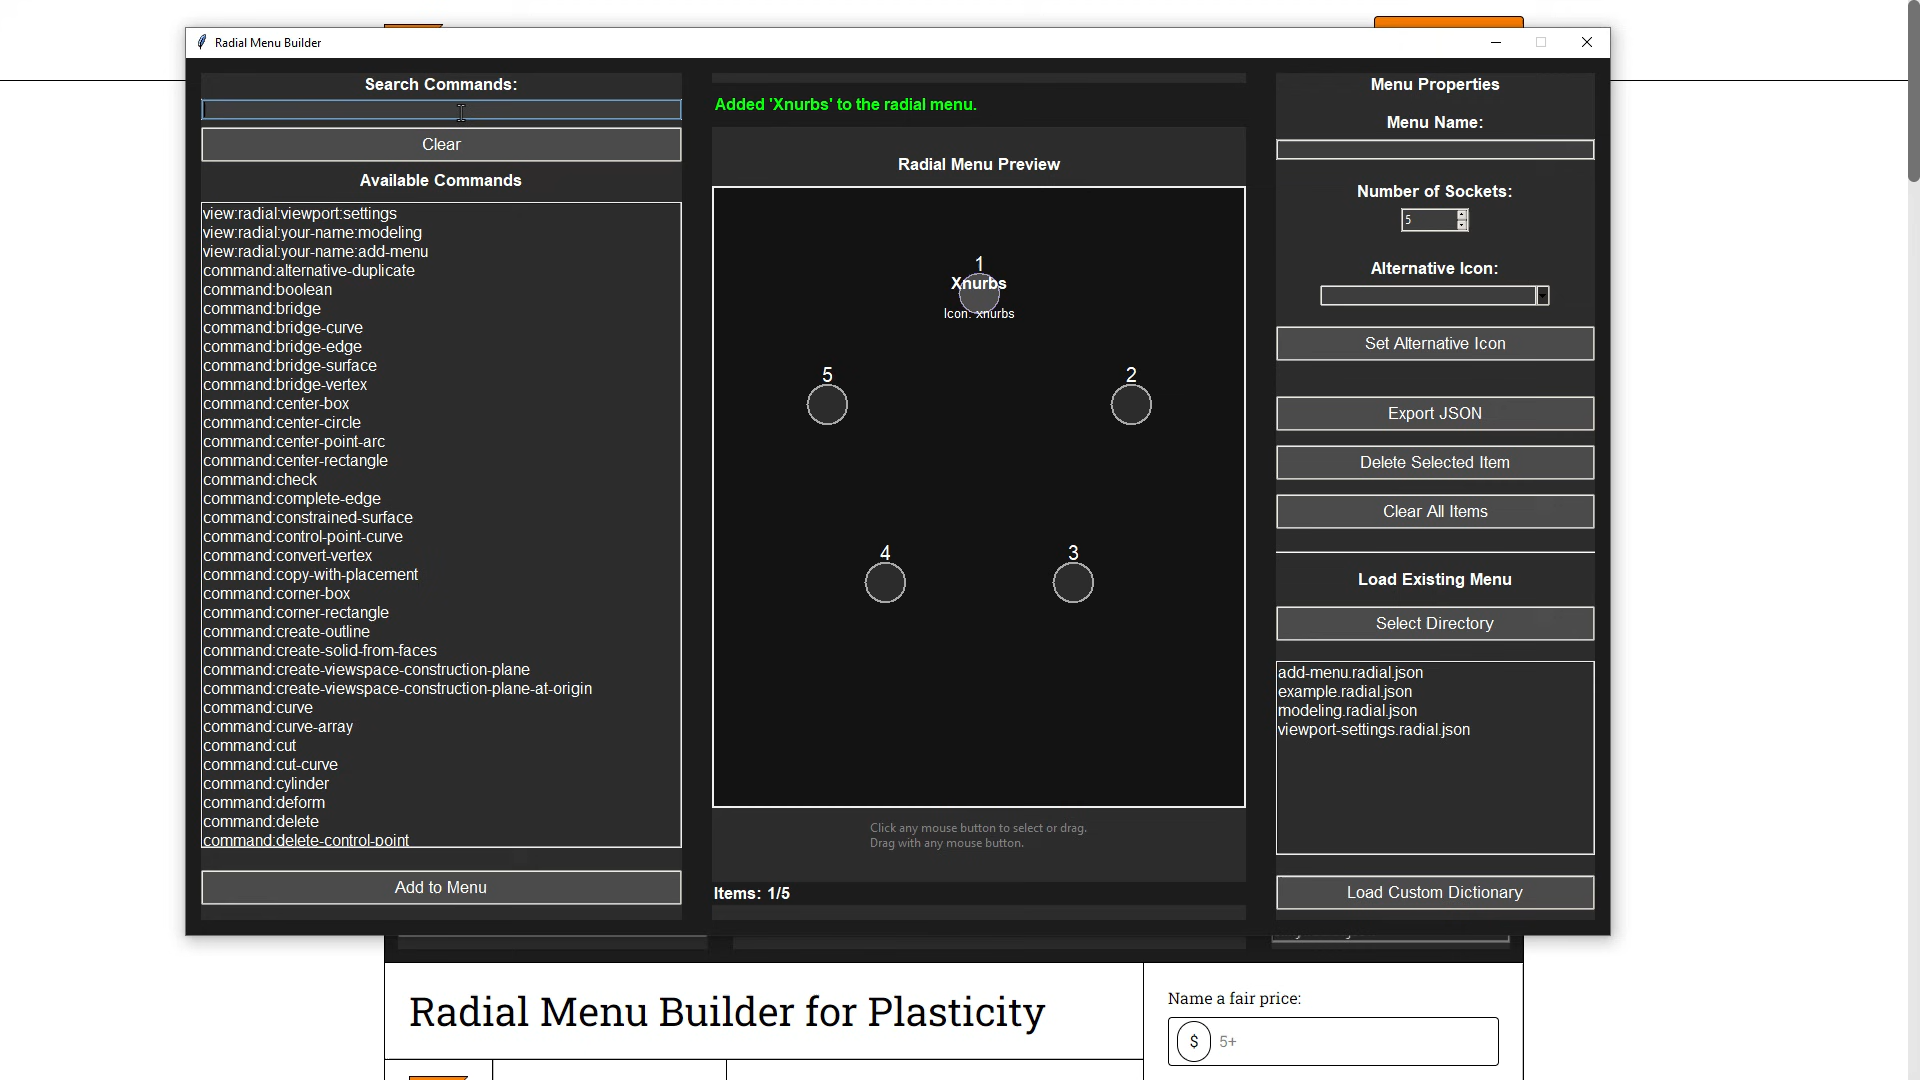 Radial Menu Builder
Search Commands:
Clear
Available Commands
view:radial:viewport:settings
view:radial:your-name:modeling
view:radial:your-name:add-menu
command:alternative-duplicate
command:boolean
command:bridge
command:bridge-curve
command:bridge-edge
command:bridge-surface
command:bridge-vertex
command:center-box
command:center-circle
command:center-point-arc
command:center-rectangle
command:check
command:complete-edge
command:constrained-surface
command:control-point-curve
command:convert-vertex
command:copy-with-placement
command:corner-box
command:corner-rectangle
command:create-outline
command:create-solid-from-faces
command:create-viewspace-construction-plane
command:create-viewspace-construction-plane-at-origin
command:curve
command:curve-array
command:cut
command:cut-curve
command:cylinder
command:deform
command:delete
command:delete-control-point
Add to Menu
Added 'Xnurbs' to the radial menu.
Radial Menu Preview
1
Xnurbs
Icon: xnurbs
5
2
4
3
Click any mouse button to select or drag.
Drag with any mouse button.
Items: 1/5
Menu Properties
Menu Name:
Number of Sockets:
5
Alternative Icon:
Set Alternative Icon
Export JSON
Delete Selected Item
Clear All Items
Load Existing Menu
Select Directory
add-menu.radial.json
example.radial.json
modeling.radial.json
viewport-settings.radial.json
Load Custom Dictionary
Radial Menu Builder for Plasticity
Name a fair price:
$ 5+